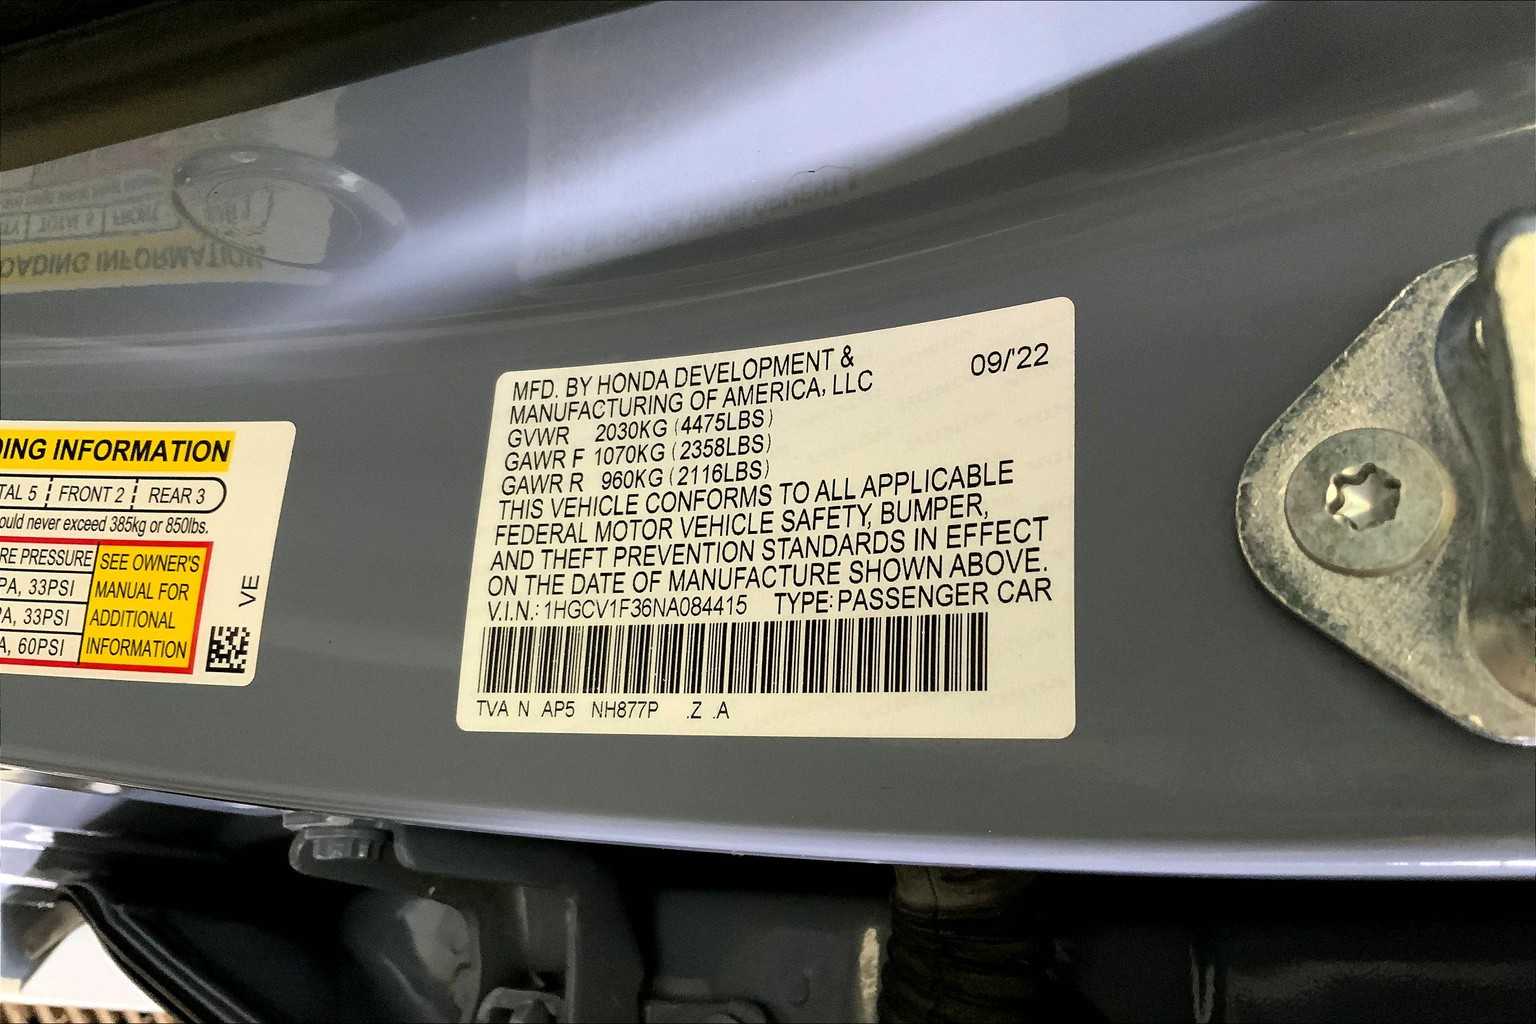 DING INFORMATION
TAL 5 FRONT 2 REAR 3
ould never exceed 385kg or 850lbs.
RE PRESSURE
PA, 33PSI
PA, 33PSI
A, 60PSI
SEE OWNER'S
MANUAL FOR
ADDITIONAL
INFORMATION
VE
MFD. BY HONDA DEVELOPMENT &
MANUFACTURING OF AMERICA, LLC
09/'22
GVWR 2030KG (4475LBS)
GAWR F 1070KG (2358LBS)
GAWR R 960KG (2116LBS)
THIS VEHICLE CONFORMS TO ALL APPLICABLE
FEDERAL MOTOR VEHICLE SAFETY, BUMPER,
AND THEFT PREVENTION STANDARDS IN EFFECT
ON THE DATE OF MANUFACTURE SHOWN ABOVE.
V.I.N.: 1HGCV1F36NA084415 TYPE: PASSENGER CAR
TVA N AP5 NH877P .Z .A